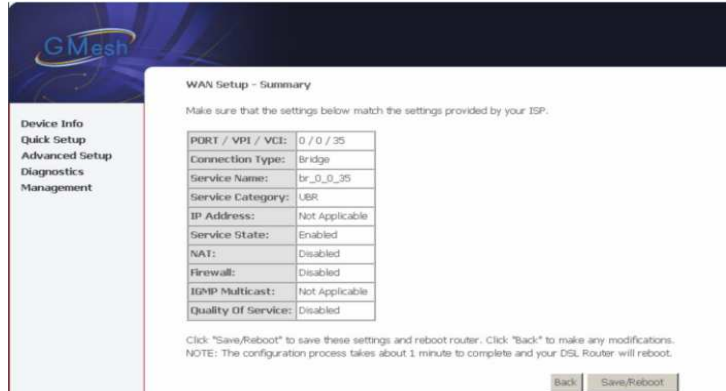 GMesh
WAN Setup - Summary
Make sure that the settings below match the settings provided by your ISP.
Device Info
Quick Setup
Advanced Setup
Diagnostics
Management
PORT / VPI / VCI: 0 / 0 / 35
Connection Type: Bridge
Service Name: br_0_0_35
Service Category: UBR
IP Address: Not Applicable
Service State: Enabled
NAT: Disabled
Firewall: Disabled
IGMP Multicast: Not Applicable
Quality Of Service: Disabled
Click "Save/Reboot" to save these settings and reboot router. Click "Back" to make any modifications.
NOTE: The configuration process takes about 1 minute to complete and your DSL Router will reboot.
Back Save/Reboot